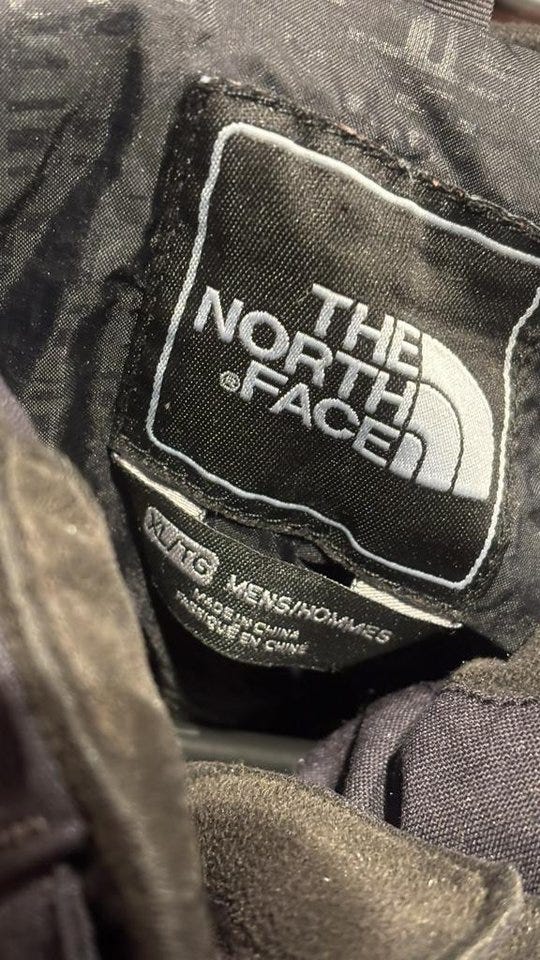 THE
NORTH
FACE®
XL/TG MENS/HOMMES
MADE IN CHINA
FABRIQUÉ EN CHINE